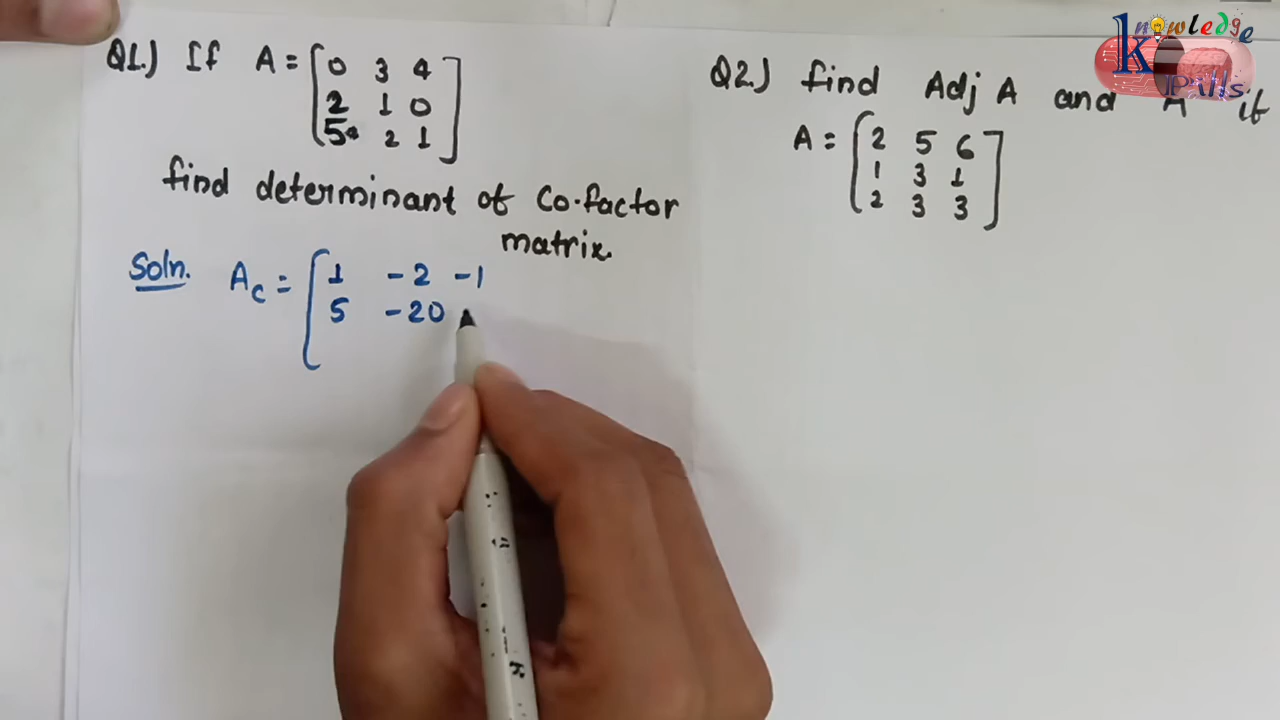 Q1.) If A = [0 3 4
2 1 0
5 2 1]
find determinant of Co-factor
matrix.
Soln. Ac = [1 -2 -1
5 -20
Q2.) find Adj A and A if
A = [2 5 6
1 3 1
2 3 3]
knowledge
Pills